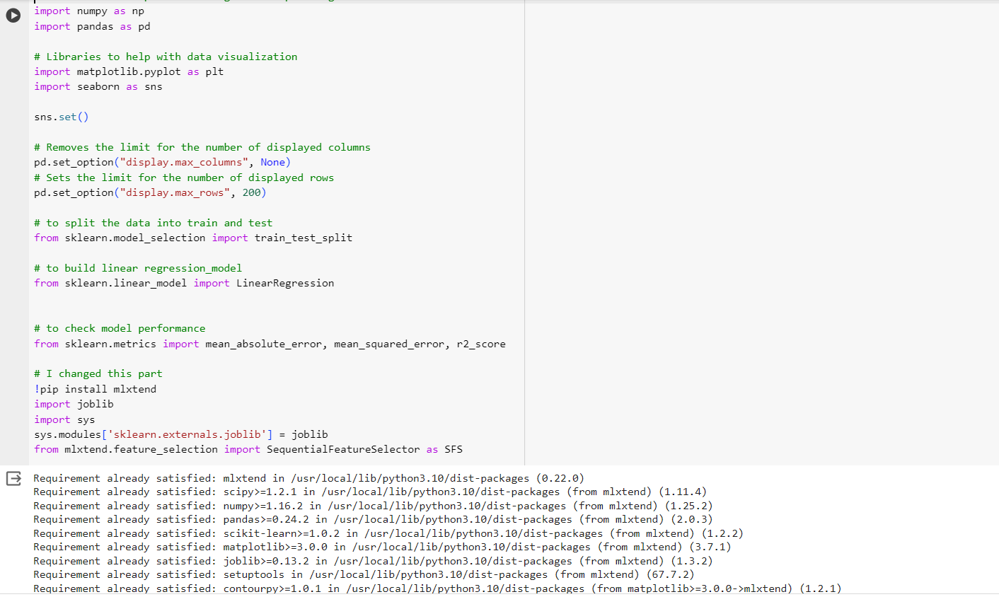 import numpy as np
import pandas as pd
# Libraries to help with data visualization
import matplotlib.pyplot as plt
import seaborn as sns
sns.set()
# Removes the limit for the number of displayed columns
pd.set_option("display.max_columns", None)
# Sets the limit for the number of displayed rows
pd.set_option("display.max_rows", 200)
# to split the data into train and test
from sklearn.model_selection import train_test_split
# to build linear regression_model
from sklearn.linear_model import LinearRegression
# to check model performance
from sklearn.metrics import mean_absolute_error, mean_squared_error, r2_score
# I changed this part
!pip install mlxtend
import joblib
import sys
sys.modules['sklearn.externals.joblib'] = joblib
from mlxtend.feature_selection import SequentialFeatureSelector as SFS
Requirement already satisfied: mlxtend in /usr/local/lib/python3.10/dist-packages (0.22.0)
Requirement already satisfied: scipy>=1.2.1 in /usr/local/lib/python3.10/dist-packages (from mlxtend) (1.11.4)
Requirement already satisfied: numpy>=1.16.2 in /usr/local/lib/python3.10/dist-packages (from mlxtend) (1.25.2)
Requirement already satisfied: pandas>=0.24.2 in /usr/local/lib/python3.10/dist-packages (from mlxtend) (2.0.3)
Requirement already satisfied: scikit-learn>=1.0.2 in /usr/local/lib/python3.10/dist-packages (from mlxtend) (1.2.2)
Requirement already satisfied: matplotlib>=3.0.0 in /usr/local/lib/python3.10/dist-packages (from mlxtend) (3.7.1)
Requirement already satisfied: joblib>=0.13.2 in /usr/local/lib/python3.10/dist-packages (from mlxtend) (1.3.2)
Requirement already satisfied: setuptools in /usr/local/lib/python3.10/dist-packages (from mlxtend) (67.7.2)
Requirement already satisfied: contourpy>=1.0.1 in /usr/local/lib/python3.10/dist-packages (from matplotlib>=3.0.0->mlxtend) (1.2.1)